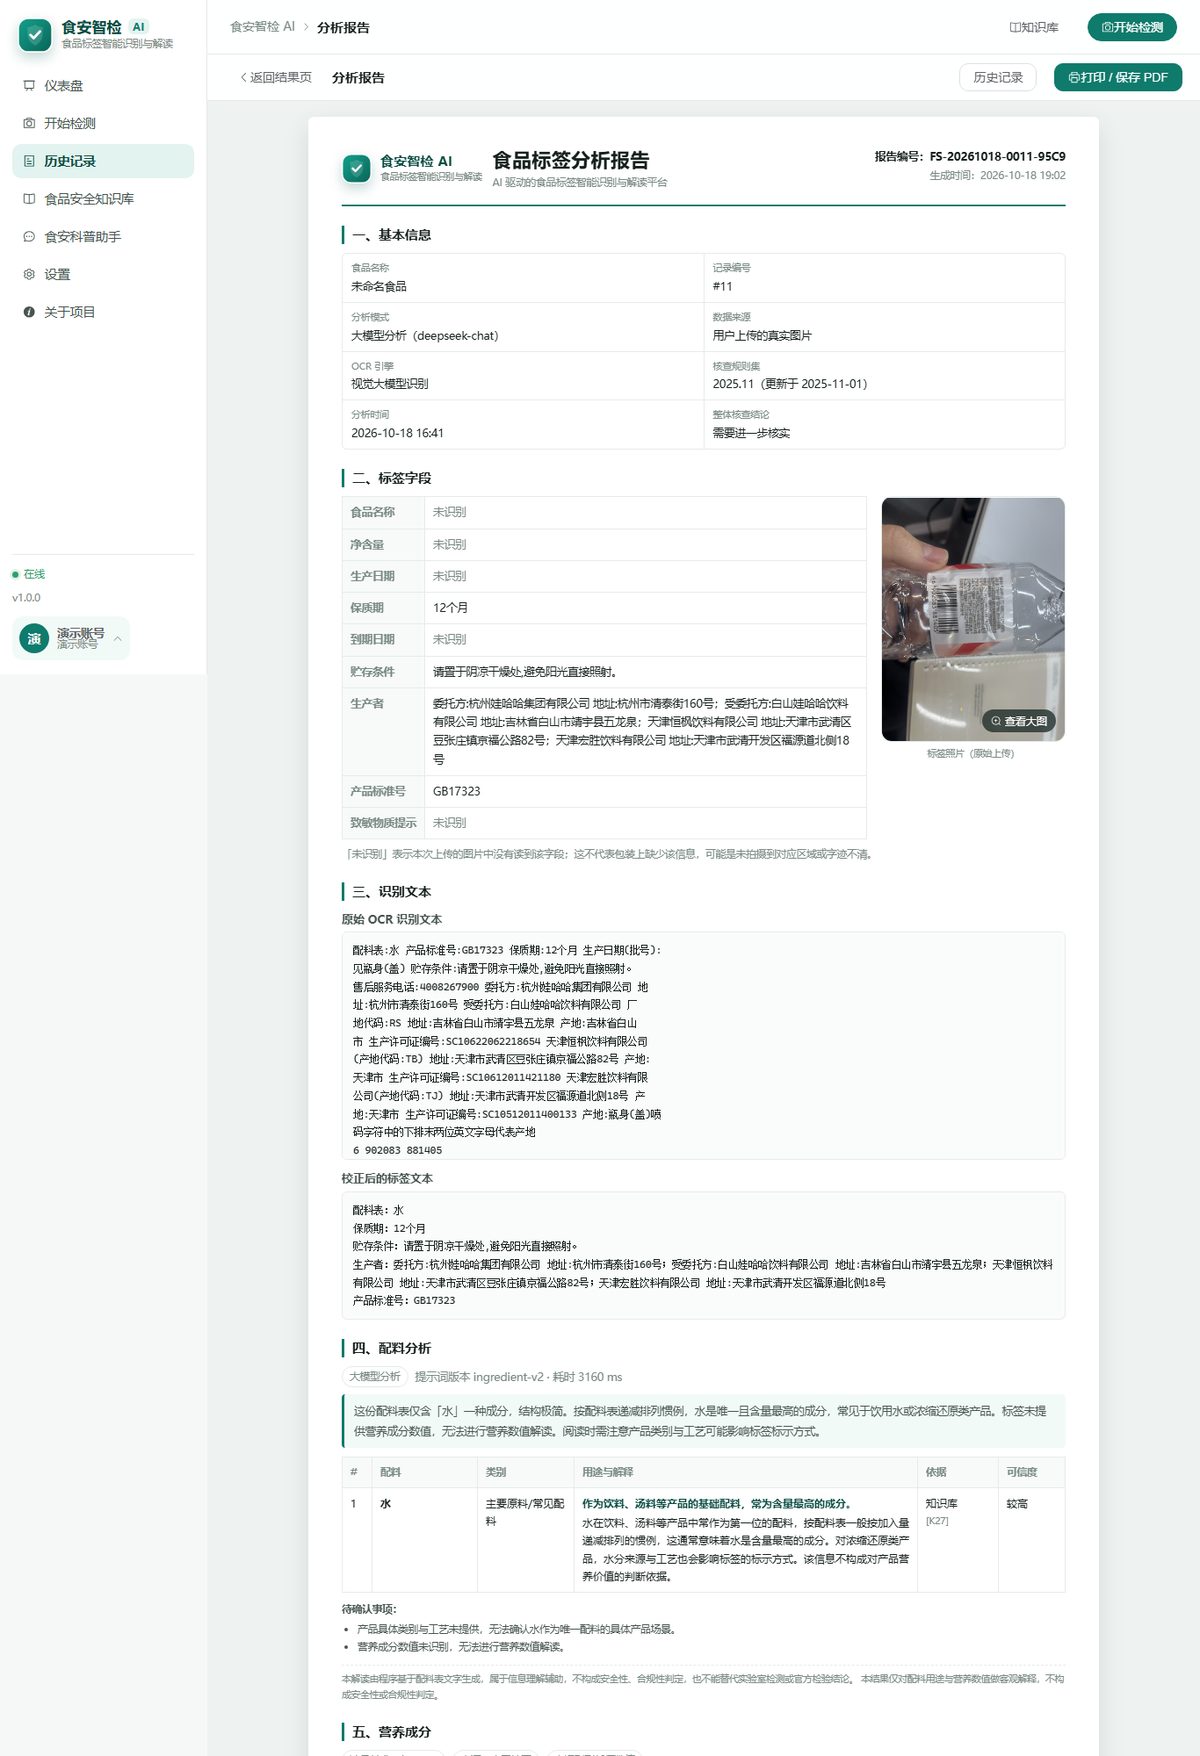 食安智检 AI
食品标签智能识别与解读
仪表盘
开始检测
历史记录
食品安全知识库
食安科普助手
设置
关于项目
在线
v1.0.0
演
演示账号
演示账号
食安智检 AI > 分析报告
知识库
开始检测
返回结果页
分析报告
历史记录
打印 / 保存 PDF
食安智检 AI
食品标签智能识别与解读
食品标签分析报告
AI 驱动的食品标签智能识别与解读平台
报告编号：FS-20261018-0011-95C9
生成时间：2026-10-18 19:02
一、基本信息
食品名称
未命名食品
记录编号
#11
分析模式
大模型分析（deepseek-chat）
数据来源
用户上传的真实图片
OCR 引擎
视觉大模型识别
核查规则集
2025.11（更新于 2025-11-01）
分析时间
2026-10-18 16:41
整体核查结论
需要进一步核实
二、标签字段
食品名称 未识别
净含量 未识别
生产日期 未识别
保质期 12个月
到期日期 未识别
贮存条件 请置于阴凉干燥处,避免阳光直接照射。
生产者 委托方:杭州娃哈哈集团有限公司 地址:杭州市清泰街160号；受委托方:白山娃哈哈饮料
有限公司 地址:吉林省白山市靖宇县五龙泉；天津恒枫饮料有限公司 地址:天津市武清区
豆张庄镇京福公路82号；天津宏胜饮料有限公司 地址:天津市武清开发区福源道北侧18
号
产品标准号 GB17323
致敏物质提示 未识别
查看大图
标签照片（原始上传）
「未识别」表示本次上传的图片中没有读到该字段；这不代表包装上缺少该信息，可能是未拍摄到对应区域或字迹不清。
三、识别文本
原始 OCR 识别文本
配料表:水 产品标准号:GB17323 保质期:12个月 生产日期(批号):
见瓶身(盖) 贮存条件:请置于阴凉干燥处,避免阳光直接照射。
售后服务电话:4008267900 委托方:杭州娃哈哈集团有限公司 地
址:杭州市清泰街160号 受委托方:白山娃哈哈饮料有限公司 厂
地代码:RS 地址:吉林省白山市靖宇县五龙泉 产地:吉林省白山
市 生产许可证编号:SC10622062218654 天津恒枫饮料有限公司
(产地代码:TB) 地址:天津市武清区豆张庄镇京福公路82号 产地:
天津市 生产许可证编号:SC10612011421180 天津宏胜饮料有限
公司(产地代码:TJ) 地址:天津市武清开发区福源道北侧18号 产
地:天津市 生产许可证编号:SC10512011400133 产地:瓶身(盖)喷
码字符中的下排末两位英文字母代表产地
6 902083 881405
校正后的标签文本
配料表: 水
保质期: 12个月
贮存条件: 请置于阴凉干燥处,避免阳光直接照射。
生产者: 委托方:杭州娃哈哈集团有限公司 地址:杭州市清泰街160号；受委托方:白山娃哈哈饮料有限公司 地址:吉林省白山市靖宇县五龙泉；天津恒枫饮料
有限公司 地址:天津市武清区豆张庄镇京福公路82号；天津宏胜饮料有限公司 地址:天津市武清开发区福源道北侧18号
产品标准号: GB17323
四、配料分析
大模型分析 提示词版本 ingredient-v2 · 耗时 3160 ms
这份配料表仅含「水」一种成分，结构极简。按配料表递减排列惯例，水是唯一且含量最高的成分，常见于饮用水或浓缩还原类产品。标签未提
供营养成分数值，无法进行营养数值解读。阅读时需注意产品类别与工艺可能影响标签标示方式。
# 配料 类别 用途与解释 依据 可信度
1 水 主要原料/常见配
料
作为饮料、汤料等产品的基础配料，常为含量最高的成分。
水在饮料、汤料等产品中常作为第一位的配料，按配料表一般按加入量
递减排列的惯例，这通常意味着水是含量最高的成分。对浓缩还原类产
品，水分来源与工艺也会影响标签的标示方式。该信息不构成对产品营
养价值的判断依据。
知识库
[K27]
较高
待确认事项：
• 产品具体类别与工艺未提供，无法确认水作为唯一配料的具体产品场景。
• 营养成分数值未识别，无法进行营养数值解读。
本解读由程序基于配料表文字生成，属于信息理解辅助，不构成安全性、合规性判定，也不能替代实验室检测或官方检验结论。 本结果仅对配料用途与营养数值做客观解释，不构
成安全性或合规性判定。
五、营养成分